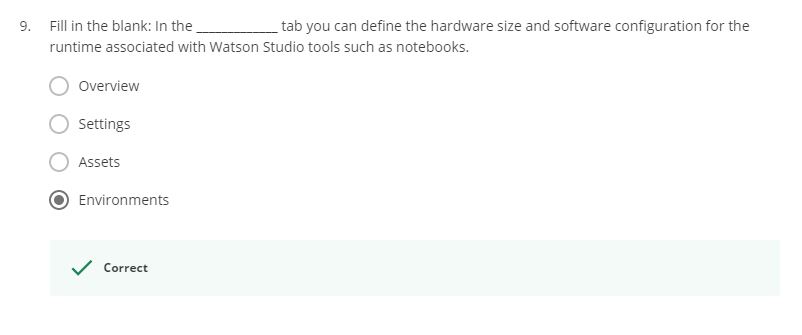 9. Fill in the blank: In the _____________ tab you can define the hardware size and software configuration for the
runtime associated with Watson Studio tools such as notebooks.
Overview
Settings
Assets
Environments
Correct